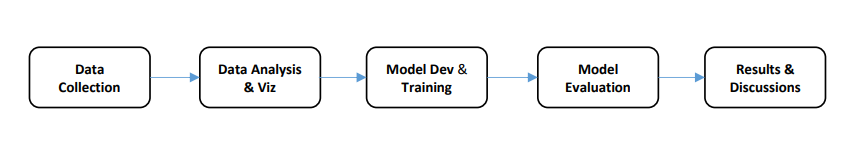 Data
Collection
Data Analysis
& Viz
Model Dev &
Training
Model
Evaluation
Results &
Discussions